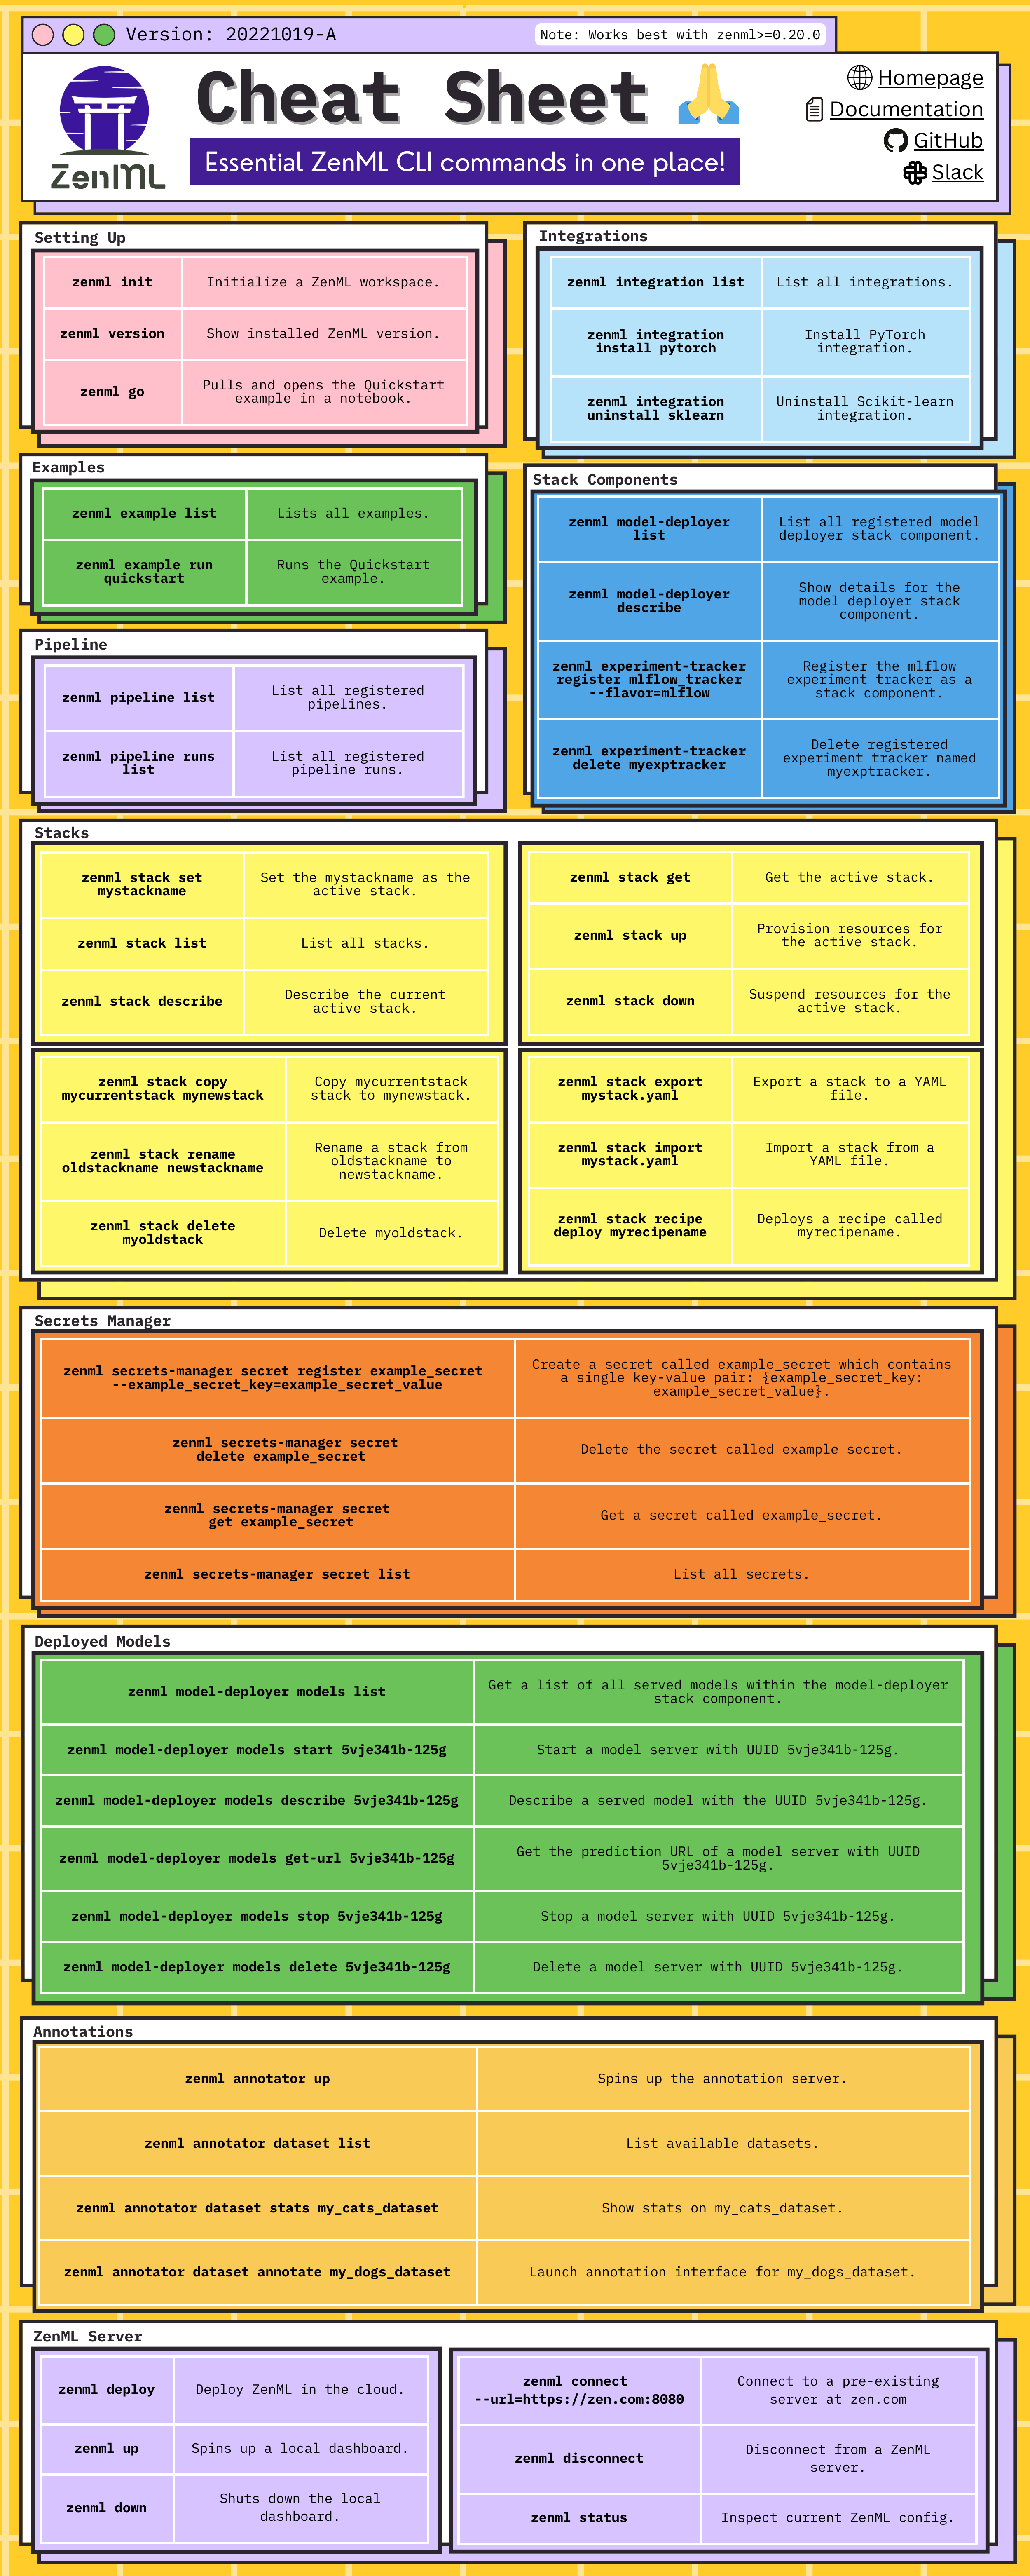 Version: 20221019-A
Note: Works best with zenml>=0.20.0
ZenML
Cheat Sheet
Essential ZenML CLI commands in one place!
Homepage
Documentation
GitHub
Slack
Setting Up
zenml init
Initialize a ZenML workspace.
zenml version
Show installed ZenML version.
zenml go
Pulls and opens the Quickstart
example in a notebook.
Integrations
zenml integration list
List all integrations.
zenml integration
install pytorch
Install PyTorch
integration.
zenml integration
uninstall sklearn
Uninstall Scikit-learn
integration.
Examples
zenml example list
Lists all examples.
zenml example run
quickstart
Runs the Quickstart
example.
Stack Components
zenml model-deployer
list
List all registered model
deployer stack component.
zenml model-deployer
describe
Show details for the
model deployer stack
component.
zenml experiment-tracker
register mlflow_tracker
--flavor=mlflow
Register the mlflow
experiment tracker as a
stack component.
zenml experiment-tracker
delete myexptracker
Delete registered
experiment tracker named
myexptracker.
Pipeline
zenml pipeline list
List all registered
pipelines.
zenml pipeline runs
list
List all registered
pipeline runs.
Stacks
zenml stack set
mystackname
Set the mystackname as the
active stack.
zenml stack list
List all stacks.
zenml stack describe
Describe the current
active stack.
zenml stack get
Get the active stack.
zenml stack up
Provision resources for
the active stack.
zenml stack down
Suspend resources for the
active stack.
zenml stack copy
mycurrentstack mynewstack
Copy mycurrentstack
stack to mynewstack.
zenml stack rename
oldstackname newstackname
Rename a stack from
oldstackname to
newstackname.
zenml stack delete
myoldstack
Delete myoldstack.
zenml stack export
mystack.yaml
Export a stack to a YAML
file.
zenml stack import
mystack.yaml
Import a stack from a
YAML file.
zenml stack recipe
deploy myrecipename
Deploys a recipe called
myrecipename.
Secrets Manager
zenml secrets-manager secret register example_secret
--example_secret_key=example_secret_value
Create a secret called example_secret which contains
a single key-value pair: {example_secret_key:
example_secret_value}.
zenml secrets-manager secret
delete example_secret
Delete the secret called example secret.
zenml secrets-manager secret
get example_secret
Get a secret called example_secret.
zenml secrets-manager secret list
List all secrets.
Deployed Models
zenml model-deployer models list
Get a list of all served models within the model-deployer
stack component.
zenml model-deployer models start 5vje341b-125g
Start a model server with UUID 5vje341b-125g.
zenml model-deployer models describe 5vje341b-125g
Describe a served model with the UUID 5vje341b-125g.
zenml model-deployer models get-url 5vje341b-125g
Get the prediction URL of a model server with UUID
5vje341b-125g.
zenml model-deployer models stop 5vje341b-125g
Stop a model server with UUID 5vje341b-125g.
zenml model-deployer models delete 5vje341b-125g
Delete a model server with UUID 5vje341b-125g.
Annotations
zenml annotator up
Spins up the annotation server.
zenml annotator dataset list
List available datasets.
zenml annotator dataset stats my_cats_dataset
Show stats on my_cats_dataset.
zenml annotator dataset annotate my_dogs_dataset
Launch annotation interface for my_dogs_dataset.
ZenML Server
zenml deploy
Deploy ZenML in the cloud.
zenml up
Spins up a local dashboard.
zenml down
Shuts down the local
dashboard.
zenml connect
--url=https://zen.com:8080
Connect to a pre-existing
server at zen.com
zenml disconnect
Disconnect from a ZenML
server.
zenml status
Inspect current ZenML config.